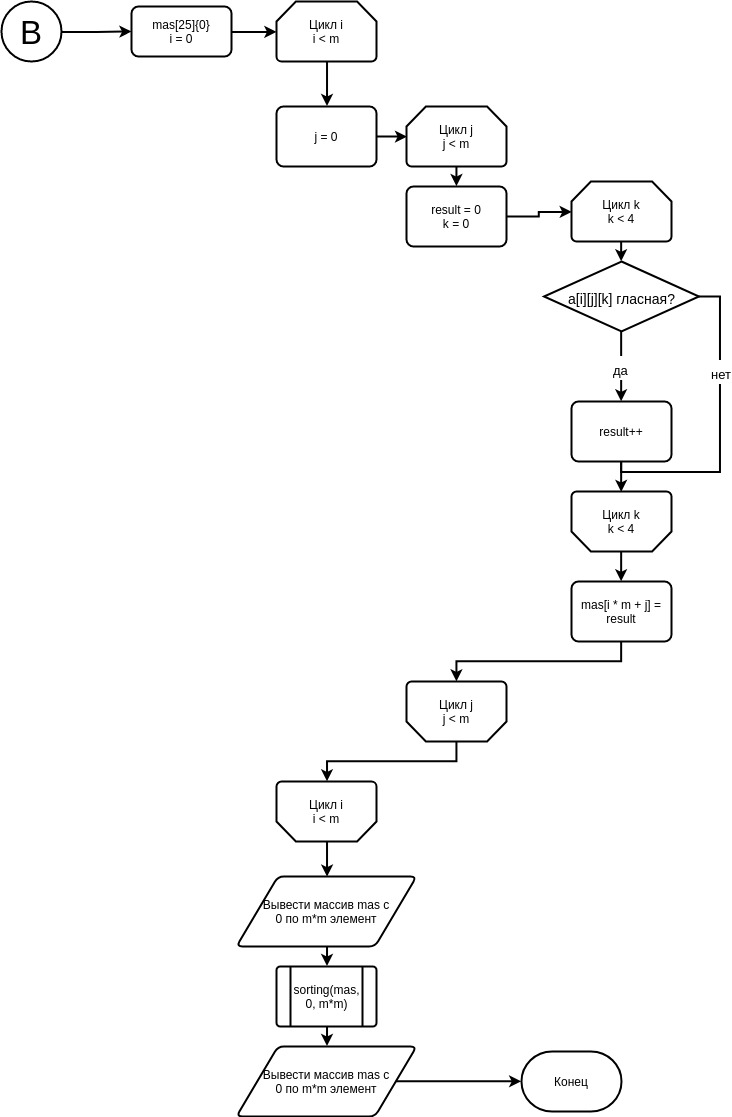 B
mas[25]{0}
i = 0
Цикл i
i < m
j = 0
Цикл j
j < m
result = 0
k = 0
Цикл k
k < 4
a[i][j][k] гласная?
да
нет
result++
Цикл k
k < 4
mas[i * m + j] =
result
Цикл j
j < m
Цикл i
i < m
Вывести массив mas с
0 по m*m элемент
sorting(mas,
0, m*m)
Вывести массив mas с
0 по m*m элемент
Конец